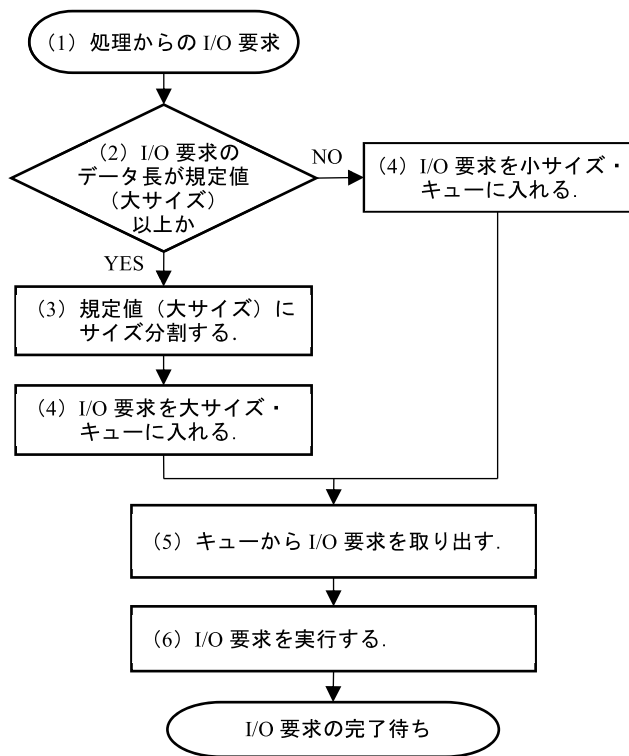 (1) 処理からの I/O 要求
(2) I/O 要求の
データ長が規定値
(大サイズ)
以上か
NO
(4) I/O 要求を小サイズ・
キューに入れる.
YES
(3) 規定値(大サイズ)に
サイズ分割する.
(4) I/O 要求を大サイズ・
キューに入れる.
(5) キューから I/O 要求を取り出す.
(6) I/O 要求を実行する.
I/O 要求の完了待ち